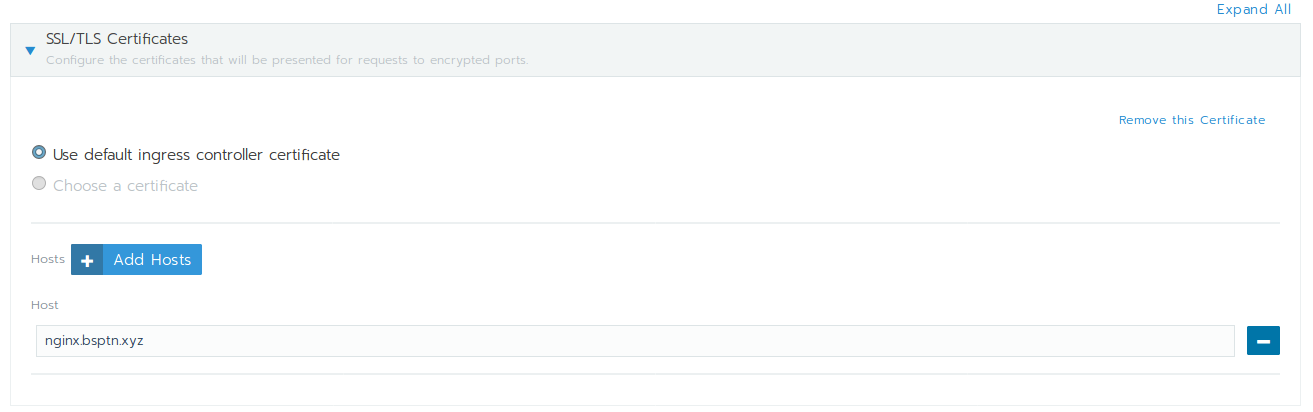 Expand All
SSL/TLS Certificates
Configure the certificates that will be presented for requests to encrypted ports.
Remove this Certificate
Use default ingress controller certificate
Choose a certificate
Hosts + Add Hosts
Host
nginx.bsptn.xyz